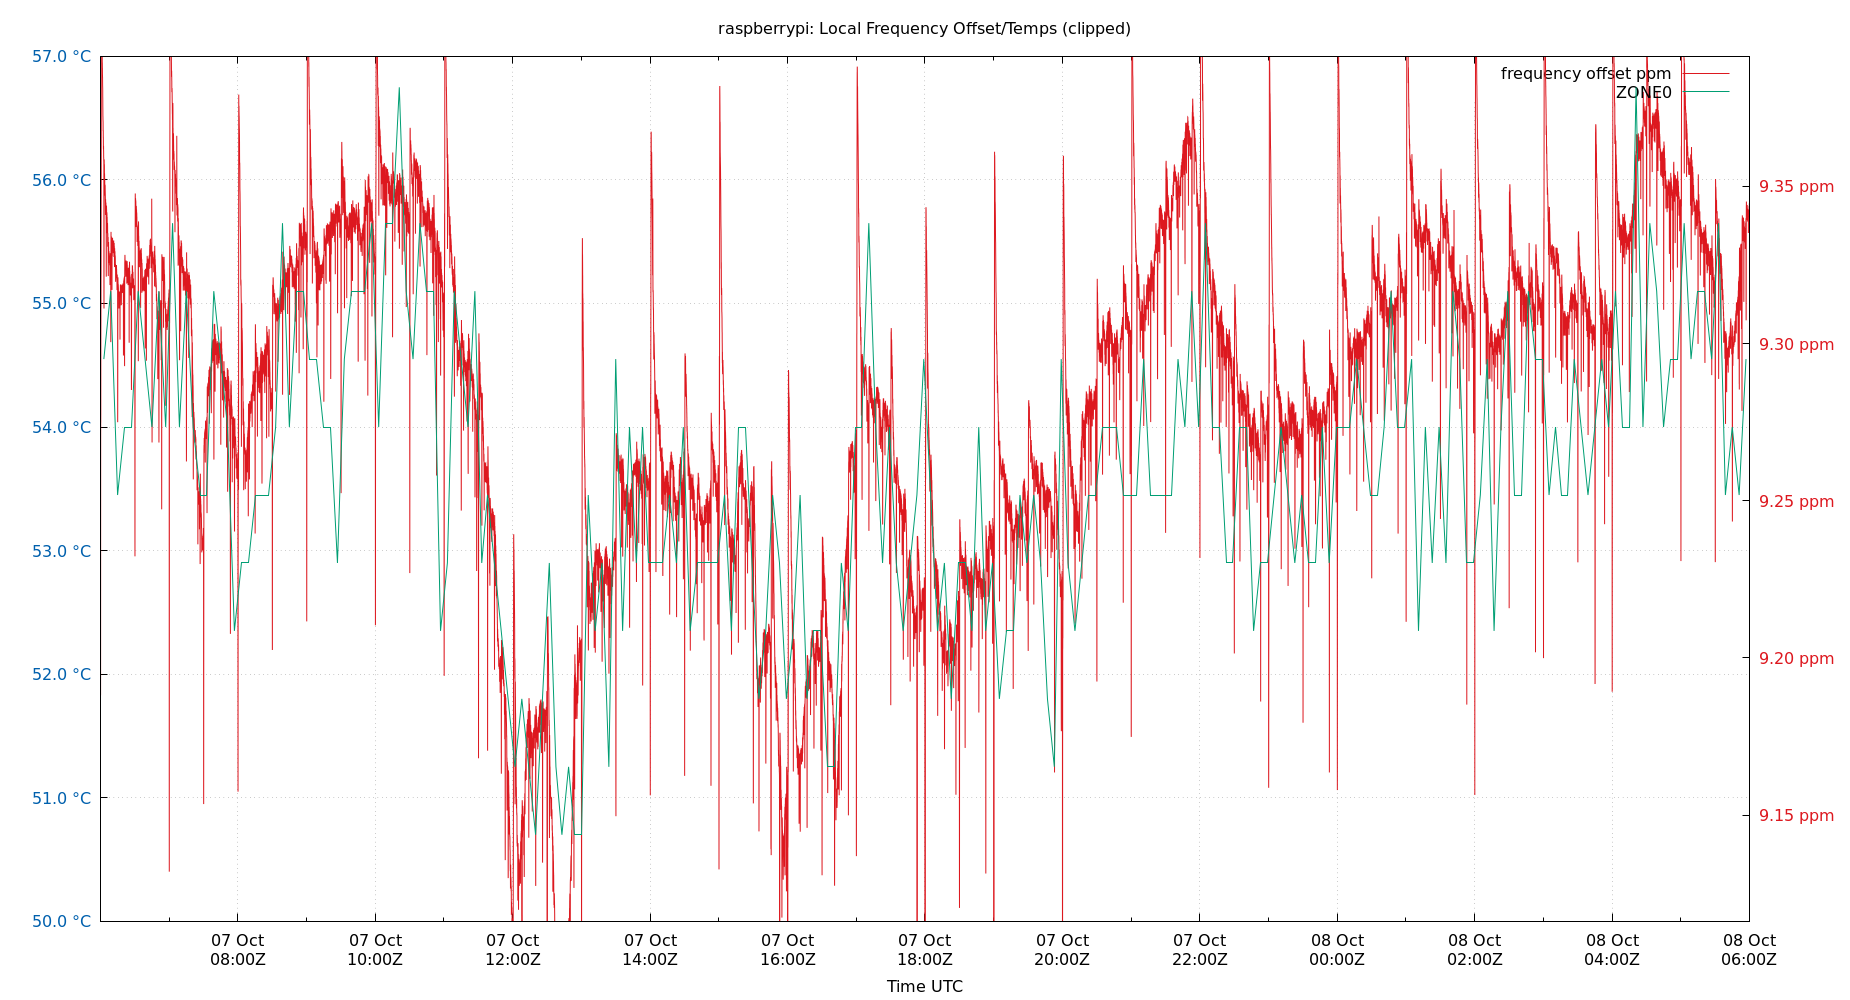 raspberrypi: Local Frequency Offset/Temps (clipped)
57.0 °C
56.0 °C
55.0 °C
54.0 °C
53.0 °C
52.0 °C
51.0 °C
50.0 °C
frequency offset ppm
ZONE0
9.35 ppm
9.30 ppm
9.25 ppm
9.20 ppm
9.15 ppm
07 Oct 07 Oct 07 Oct 07 Oct 07 Oct 07 Oct 07 Oct 07 Oct 08 Oct 08 Oct 08 Oct 08 Oct
08:00Z 10:00Z 12:00Z 14:00Z 16:00Z 18:00Z 20:00Z 22:00Z 00:00Z 02:00Z 04:00Z 06:00Z
Time UTC